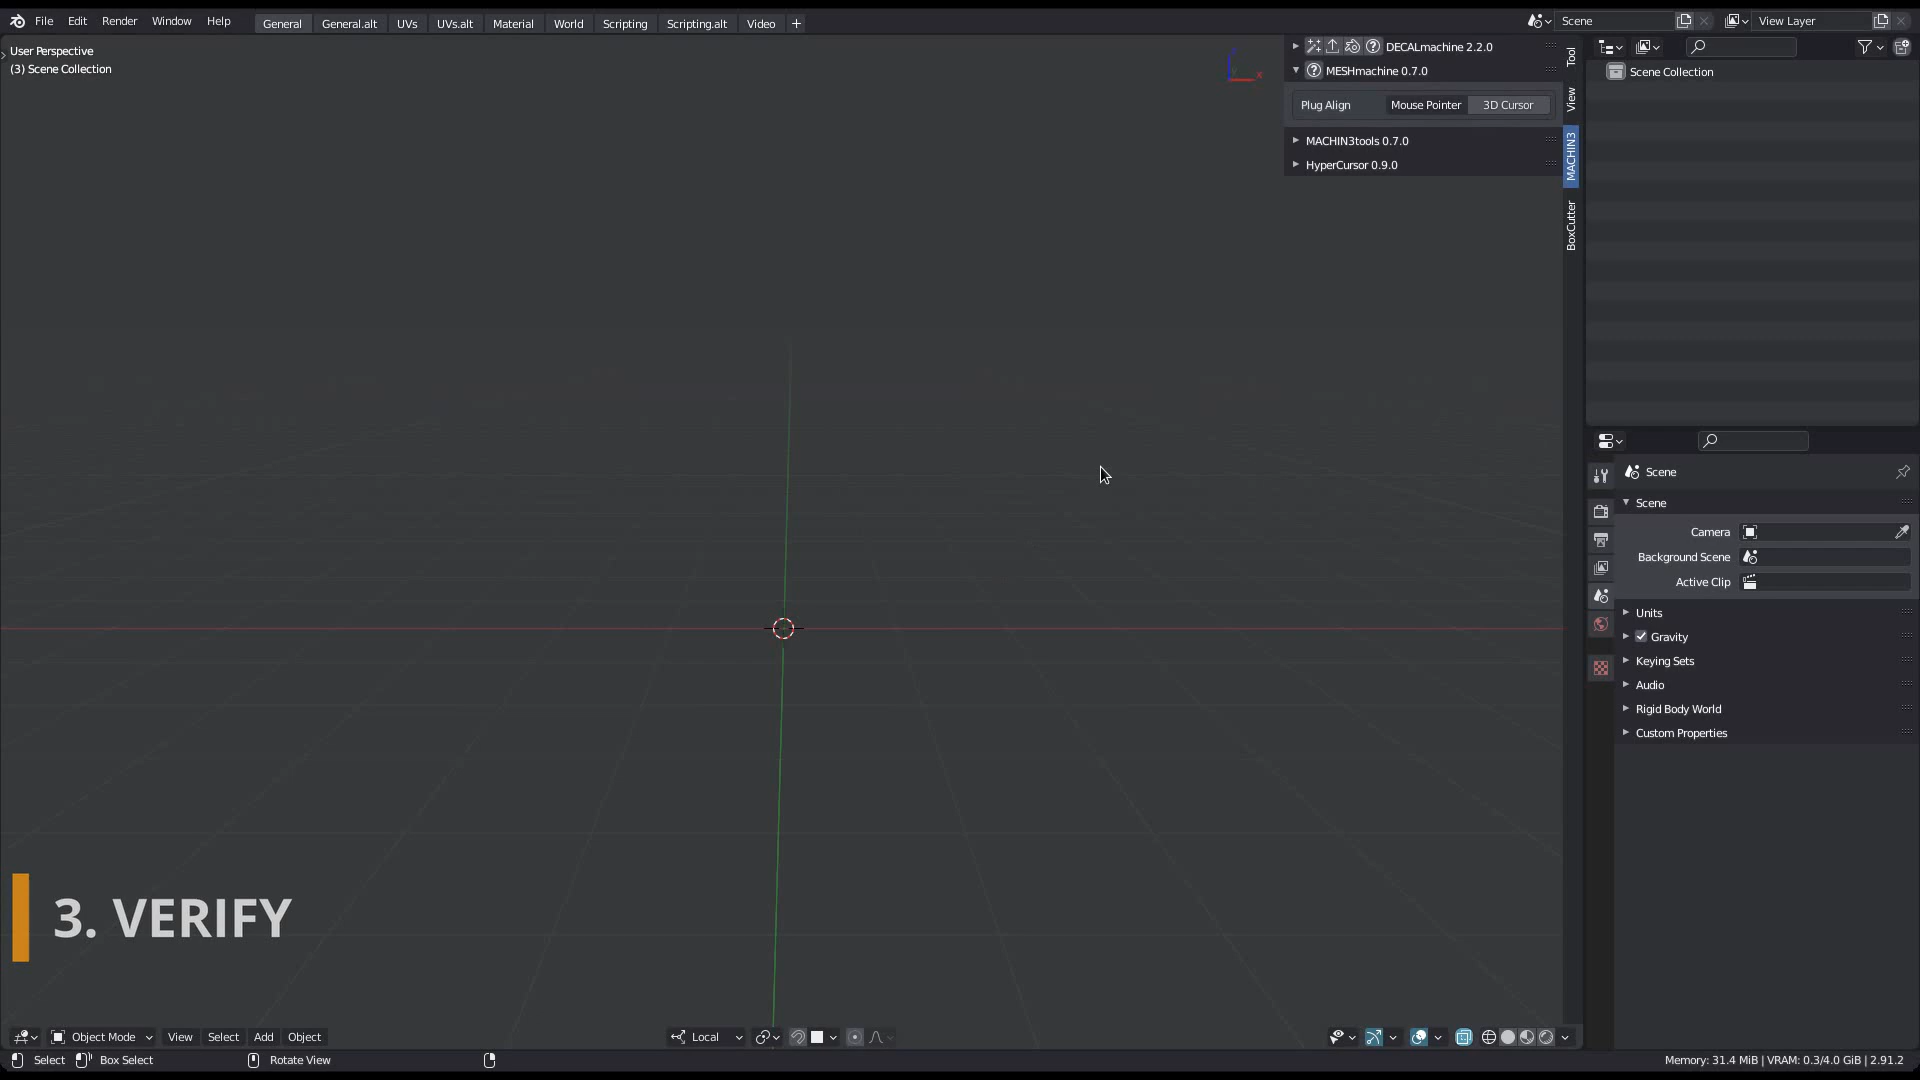 File Edit Render Window Help General General.alt UVs UVs.alt Material World Scripting Scripting.alt Video + Scene View Layer
User Perspective
(3) Scene Collection
DECALmachine 2.2.0
MESHmachine 0.7.0
Plug Align Mouse Pointer 3D Cursor
MACHIN3tools 0.7.0
HyperCursor 0.9.0
Tool
View
MACHIN3
BoxCutter
Scene Collection
Scene
Scene
Camera
Background Scene
Active Clip
Units
Gravity
Keying Sets
Audio
Rigid Body World
Custom Properties
3. VERIFY
Object Mode View Select Add Object Local
Select Box Select Rotate View Memory: 31.4 MiB | VRAM: 0.3/4.0 GiB | 2.91.2